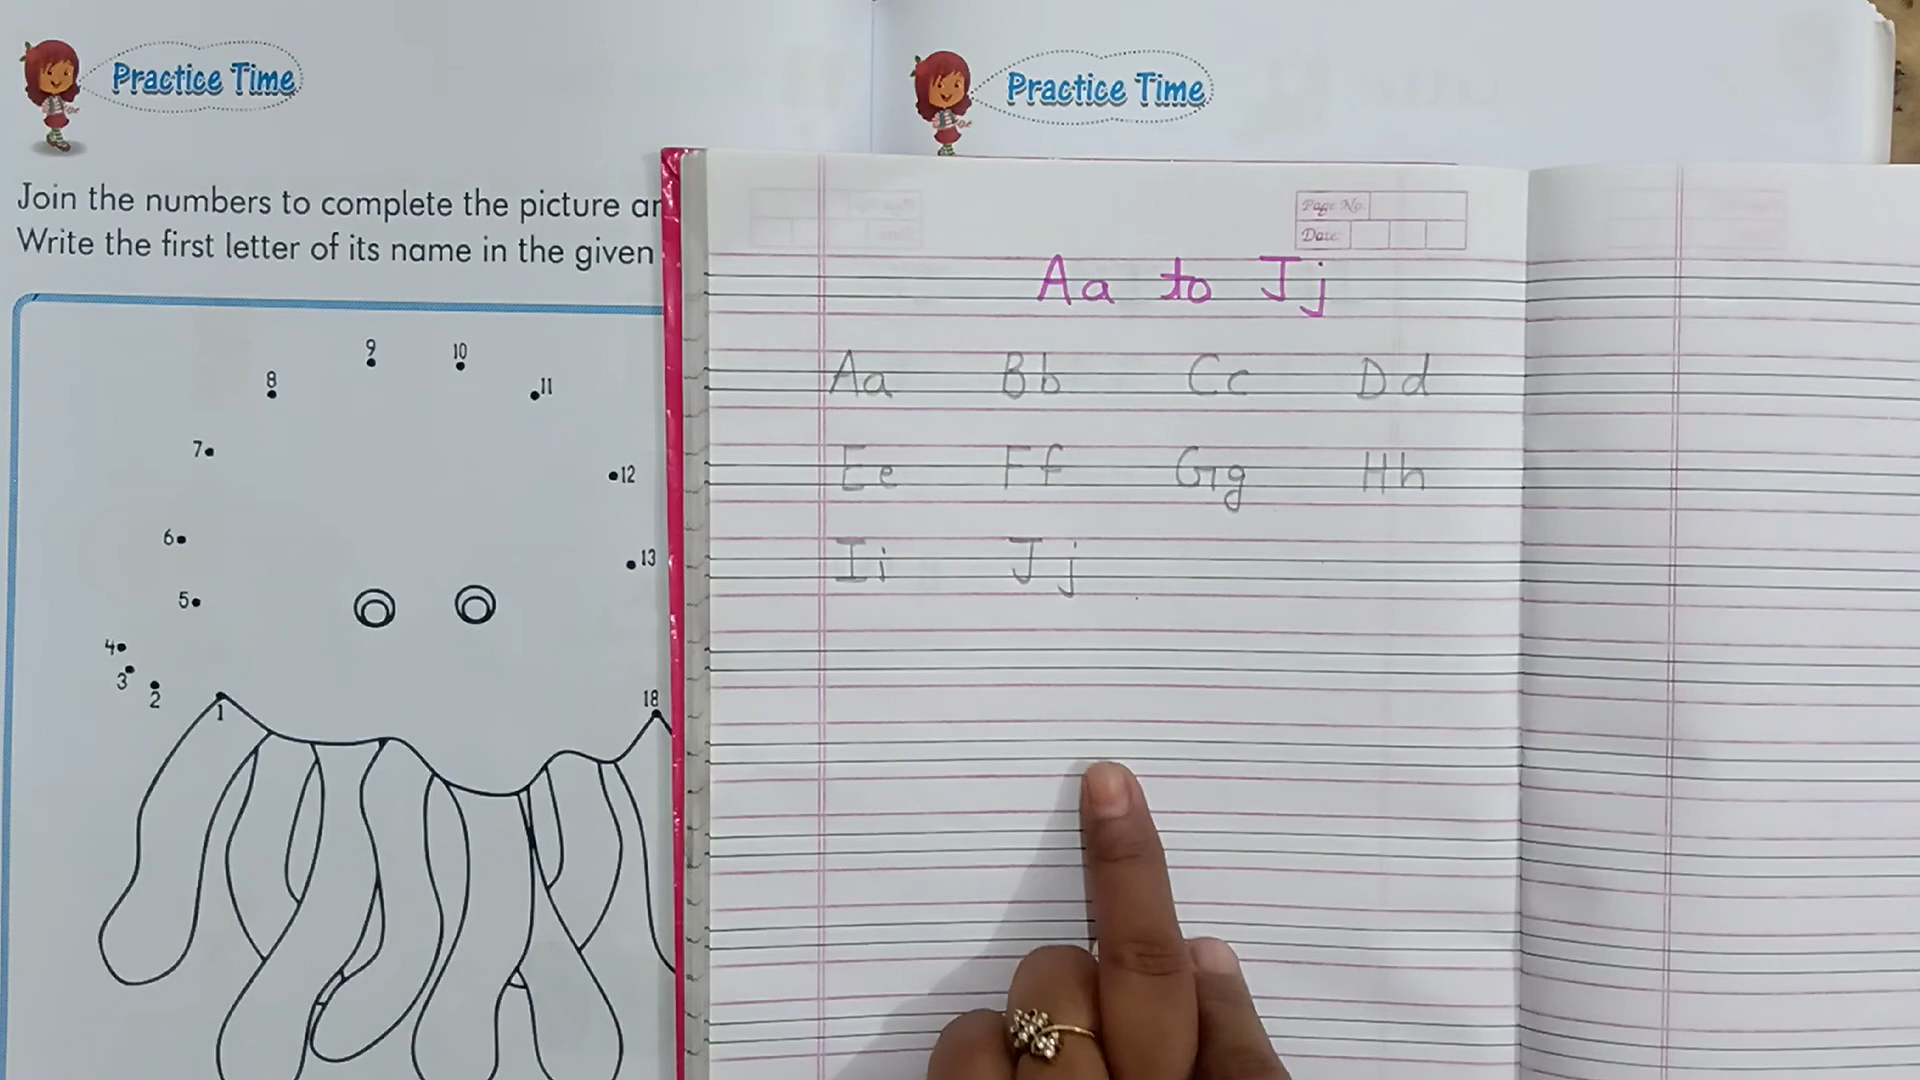 Practice Time
Join the numbers to complete the picture
Write the first letter of its name in the given
9
10
8
11
7
12
6
13
5
4
3
2
1
18
Practice Time
Page No.
Date:
Aa to Jj
Aa Bb Cc Dd
Ee Ff Gg Hh
Ii Jj